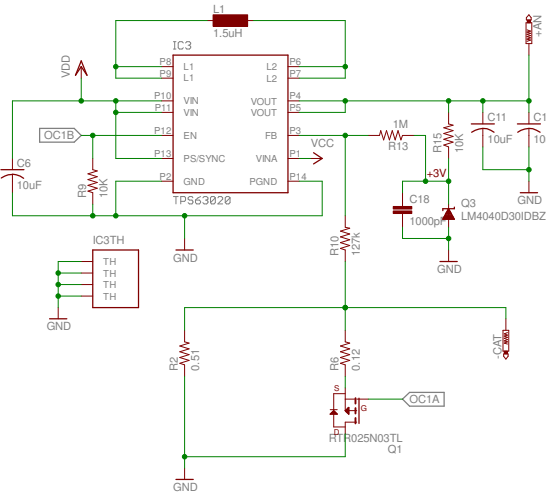 L1
1.5uH
+AN
IC3
VDD
P8 L1 L2 P6
P9 L1 L2 P7
P10 VIN VOUT P4
P11 VIN VOUT P5
OC1B P12 EN FB P3
P13 PS/SYNC VINA P1
P2 GND PGND P14
TPS63020
VCC
1M
R13
R15
10K
C11
10uF
C1
10
C6
10uF
R9
10K
+3V
C18
1000p
Q3
LM4040D30IDBZ
GND
GND
GND
R10
127k
IC3TH
TH
TH
TH
TH
GND
R2
0.51
R6
0.12
-CAT
S
G
D
OC1A
RTR025N03TL
Q1
GND